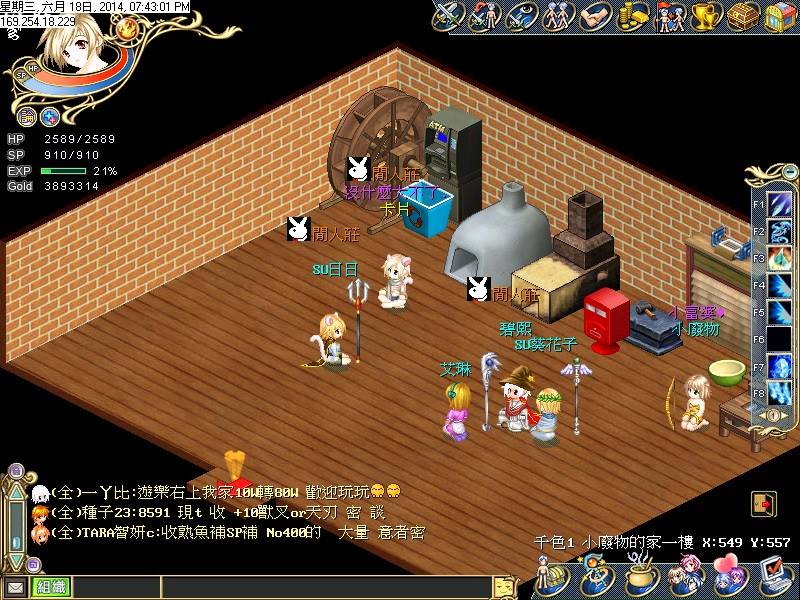 星期三, 六月 18日, 2014, 07:43:01 PM
169.254.18.229
SP
HP
HP 2589/2589
SP 910/910
EXP 21%
Gold 3893314
ATM
閒人莊
沒什麼大不了
卡片
閒人莊
SU日日
閒人莊
碧熙
SU葵花子
艾琳
小富婆
小廢物
F1
F2
F3
F4
F5
F6
F7
F8
(全)一丫比:遊樂右上我家10W轉80W 歡迎玩玩
(全)種子23:8591 現t 收 +10獸叉or天刃 密 談
(全)TARA智妍c:收熟魚補SP補 No400的 大量 意者密
千色1 小廢物的家一樓 X:549 Y:557
組織